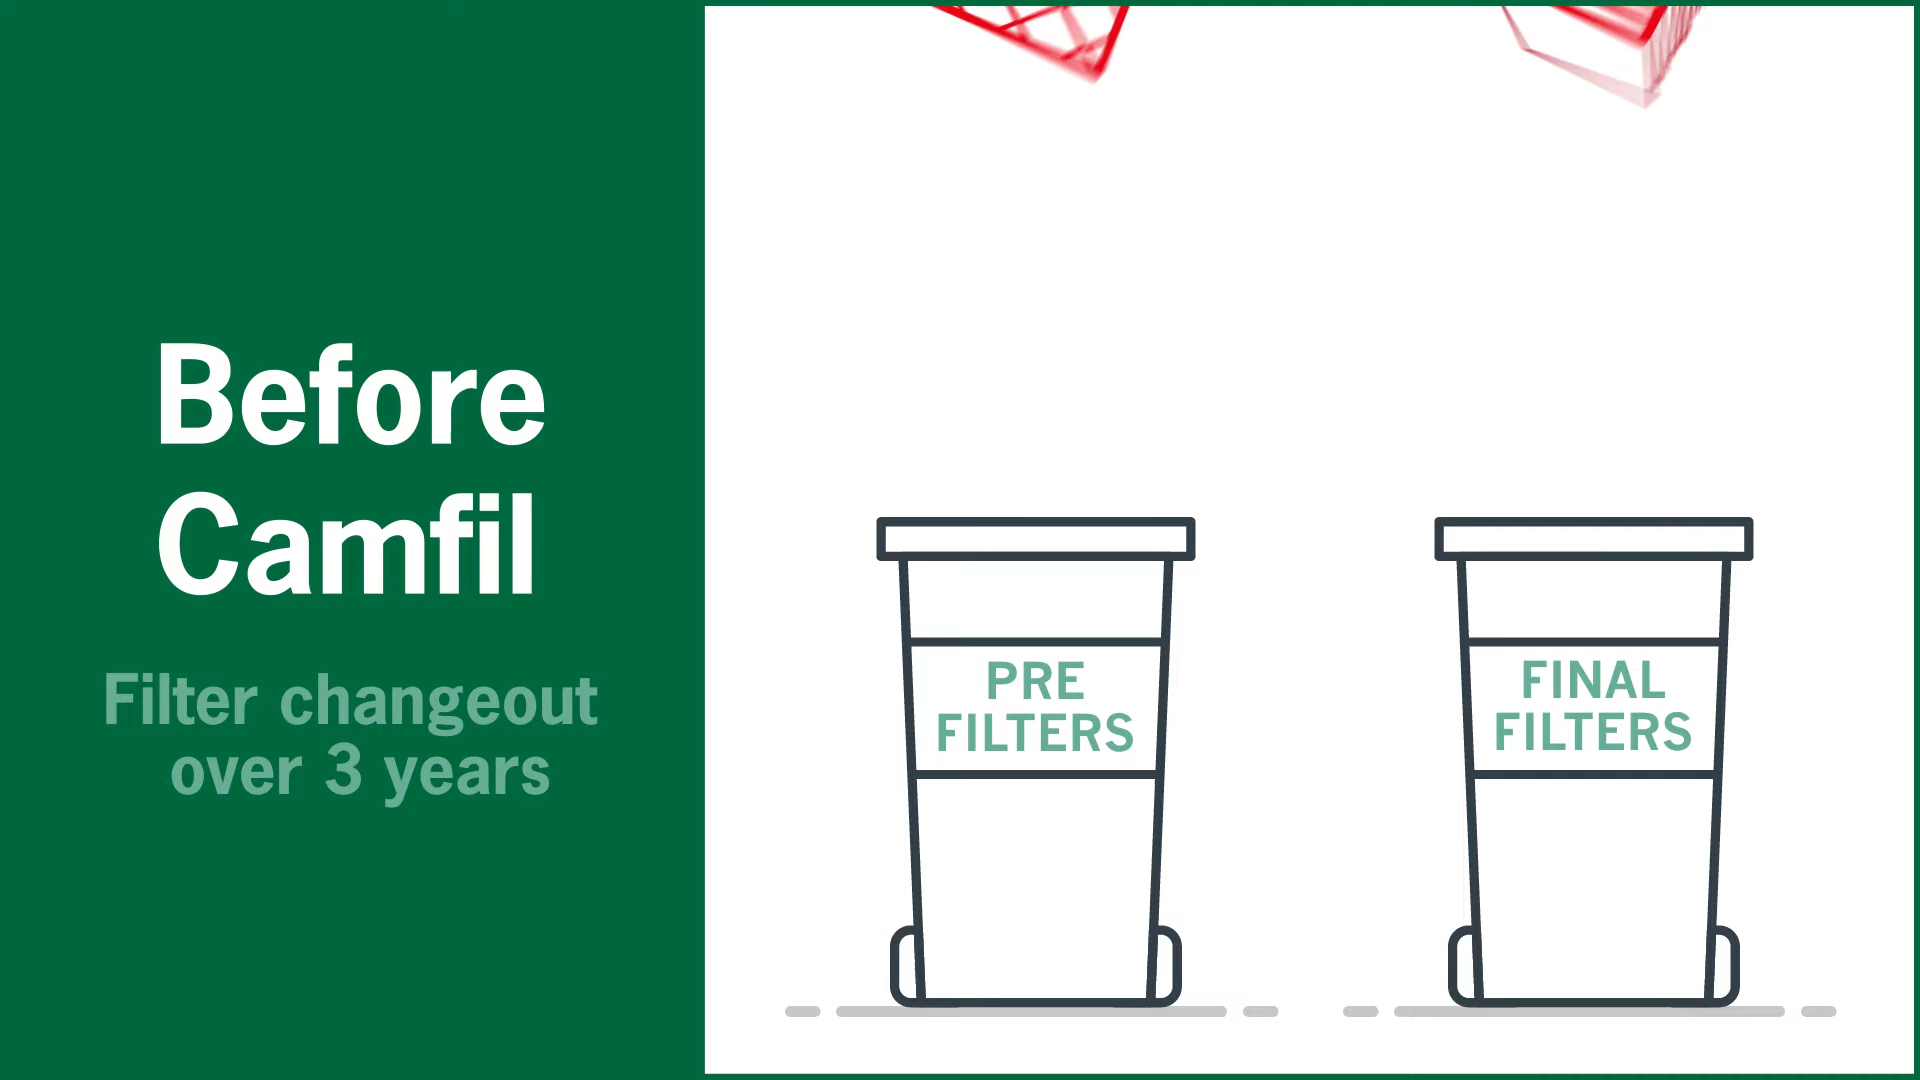 Before
Camfil
Filter changeout
over 3 years
PRE
FILTERS
FINAL
FILTERS